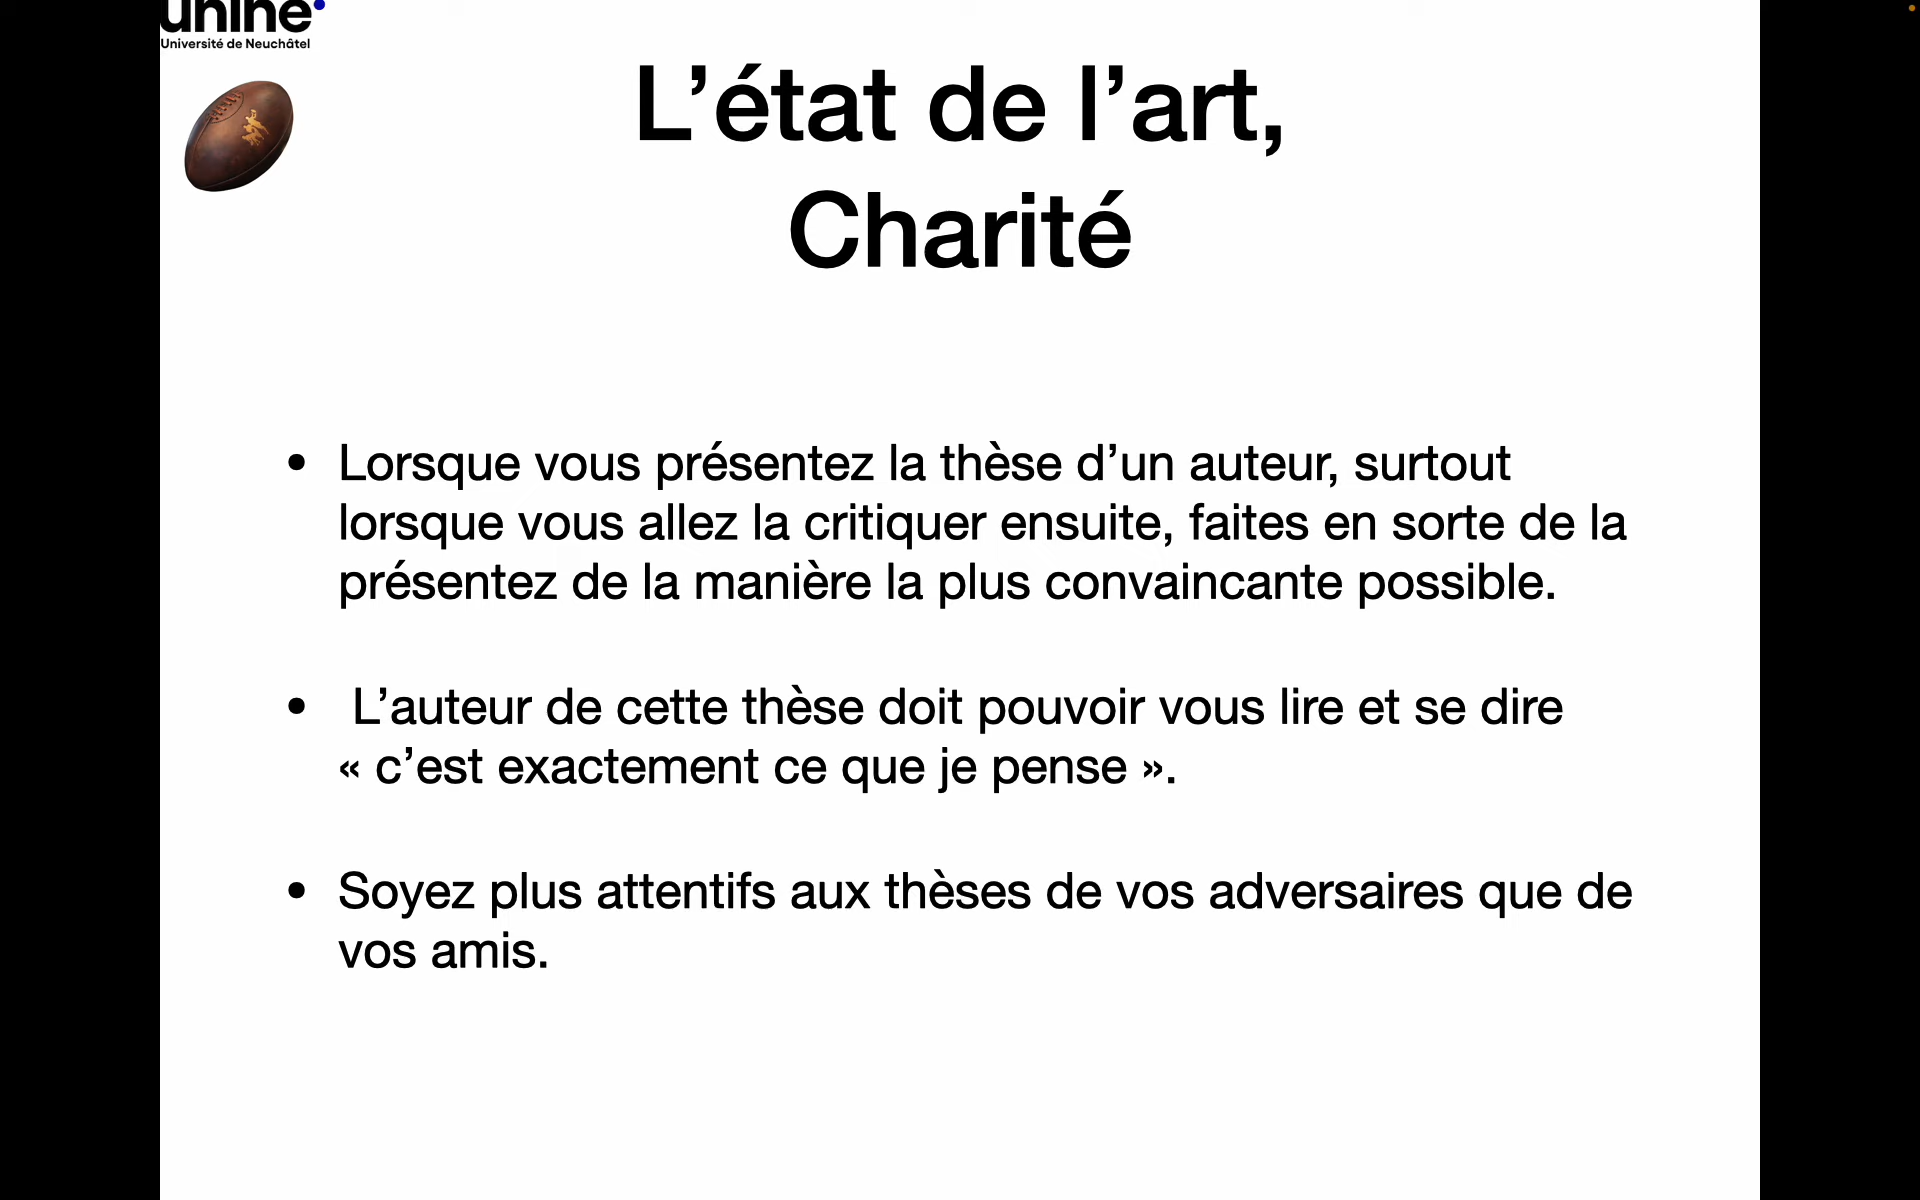 unine
Université de Neuchâtel
L’état de l’art,
Charité
• Lorsque vous présentez la thèse d’un auteur, surtout
lorsque vous allez la critiquer ensuite, faites en sorte de la
présentez de la manière la plus convaincante possible.
• L’auteur de cette thèse doit pouvoir vous lire et se dire
« c’est exactement ce que je pense ».
• Soyez plus attentifs aux thèses de vos adversaires que de
vos amis.